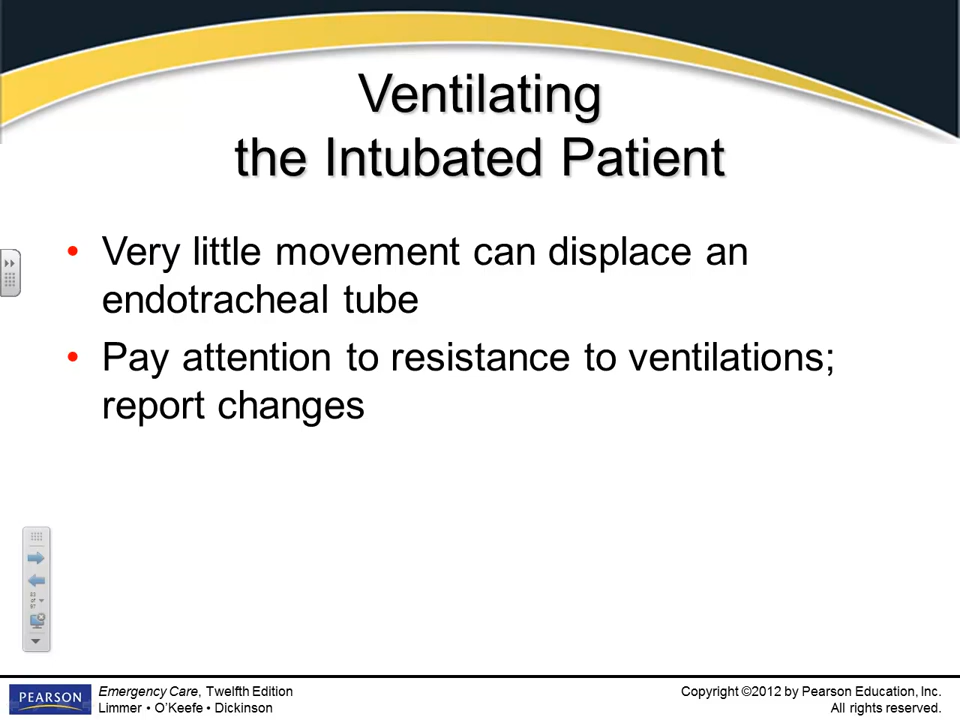 Ventilating
the Intubated Patient
• Very little movement can displace an
endotracheal tube
• Pay attention to resistance to ventilations;
report changes
PEARSON
Emergency Care, Twelfth Edition
Limmer • O’Keefe • Dickinson
Copyright ©2012 by Pearson Education, Inc.
All rights reserved.